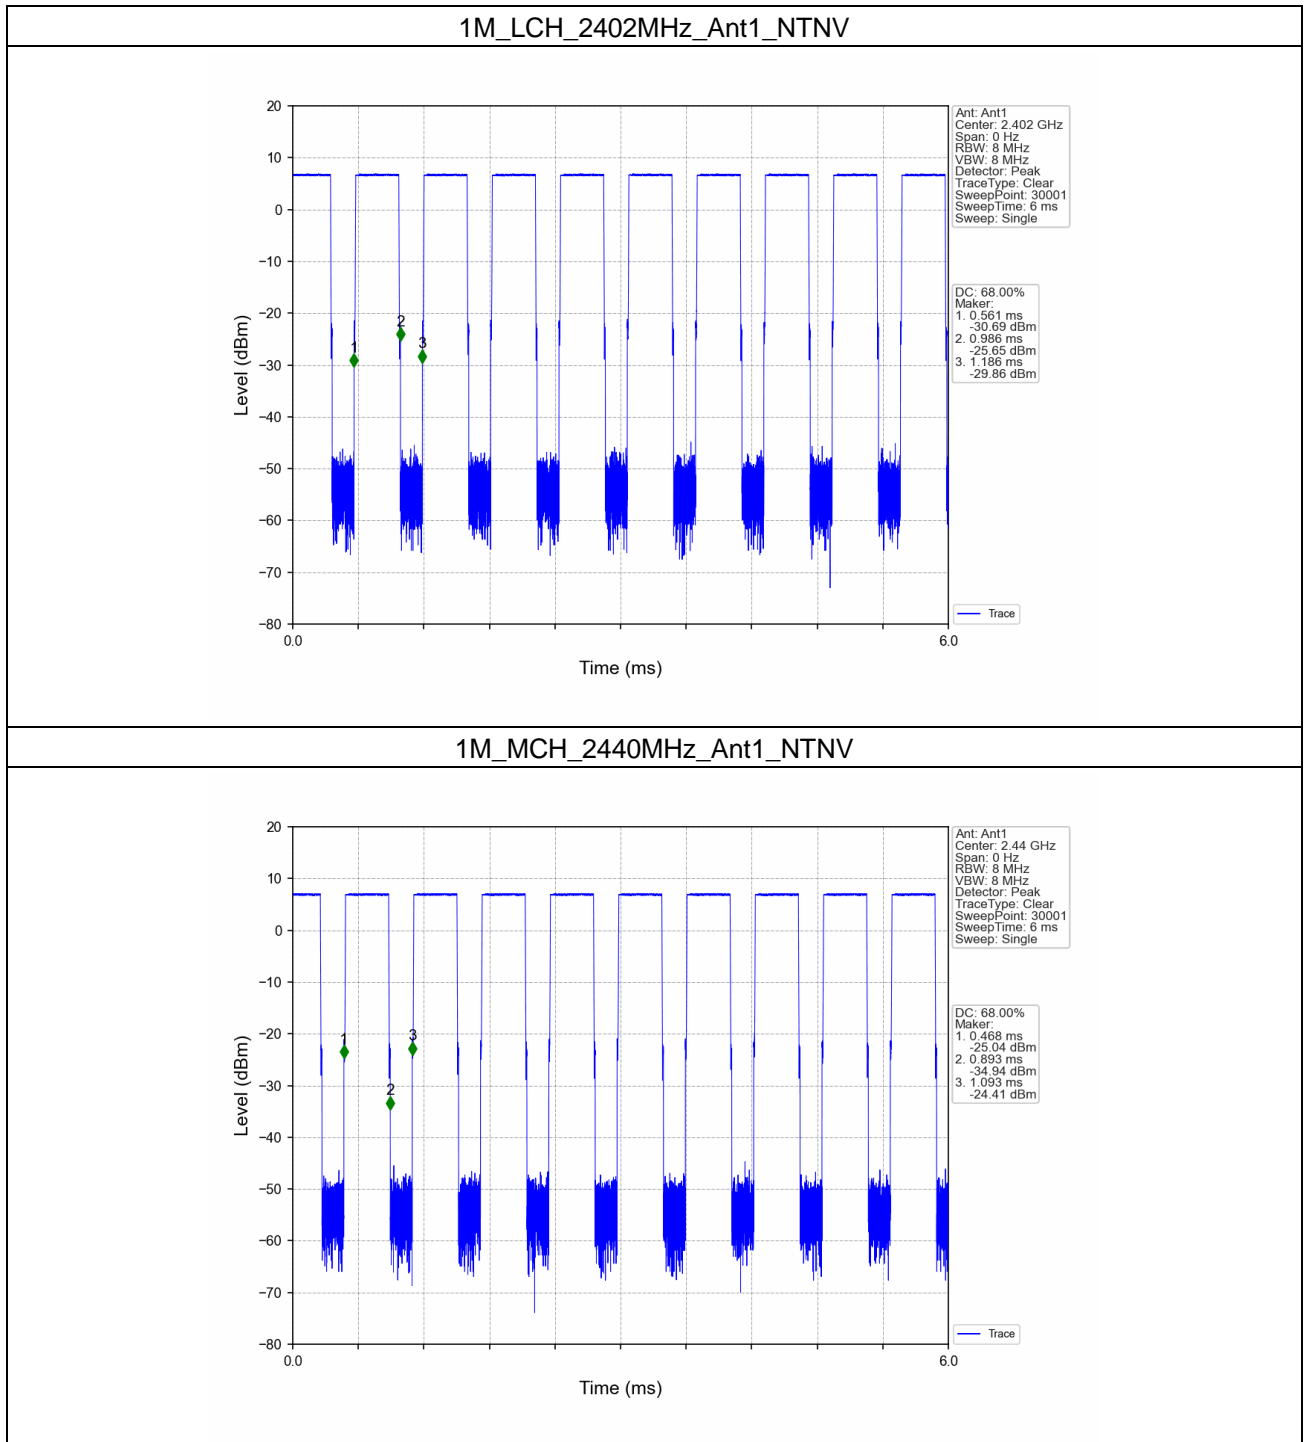 1M_LCH_2402MHz_Ant1_NTNV
20
10
0
−10
−20
−30
−40
−50
−60
−70
−80
Level (dBm)
0.0
6.0
Time (ms)
1
2
3
Ant: Ant1
Center: 2.402 GHz
Span: 0 Hz
RBW: 8 MHz
VBW: 8 MHz
Detector: Peak
TraceType: Clear
SweepPoint: 30001
SweepTime: 6 ms
Sweep: Single
DC: 68.00%
Maker:
1. 0.561 ms
-30.69 dBm
2. 0.986 ms
-25.65 dBm
3. 1.186 ms
-29.86 dBm
Trace
1M_MCH_2440MHz_Ant1_NTNV
20
10
0
−10
−20
−30
−40
−50
−60
−70
−80
Level (dBm)
0.0
6.0
Time (ms)
1
2
3
Ant: Ant1
Center: 2.44 GHz
Span: 0 Hz
RBW: 8 MHz
VBW: 8 MHz
Detector: Peak
TraceType: Clear
SweepPoint: 30001
SweepTime: 6 ms
Sweep: Single
DC: 68.00%
Maker:
1. 0.468 ms
-25.04 dBm
2. 0.893 ms
-34.94 dBm
3. 1.093 ms
-24.41 dBm
Trace